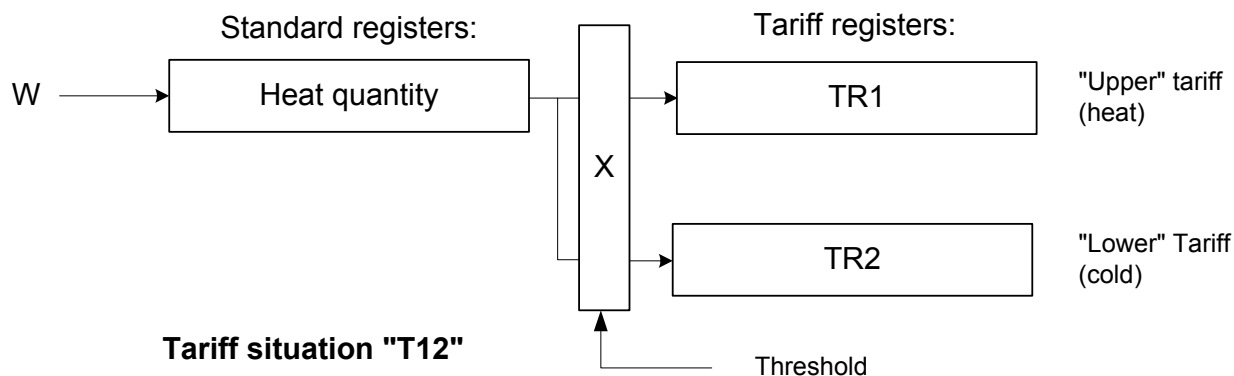 Standard registers:
Tariff registers:
W
Heat quantity
TR1
"Upper" tariff
(heat)
X
TR2
"Lower" Tariff
(cold)
Tariff situation "T12"
Threshold